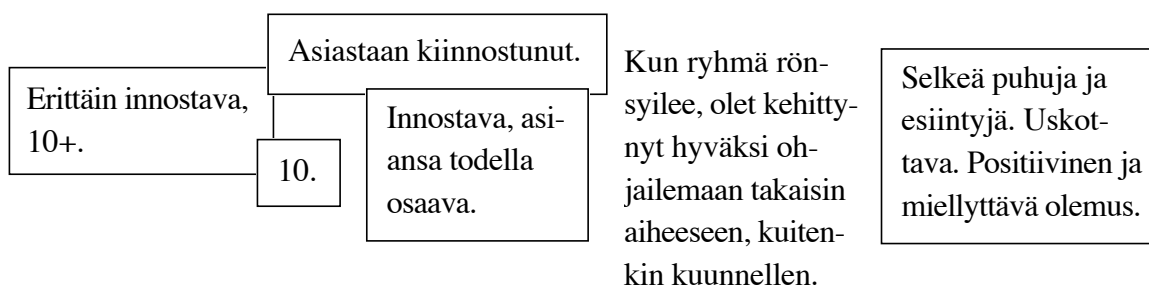 Erittäin innostava,
10+.
Asiastaan kiinnostunut.
10.
Innostava, asi-
ansa todella
osaava.
Kun ryhmä rön-
syilee, olet kehitty-
nyt hyväksi oh-
jailemaan takaisin
aiheeseen, kuiten-
kin kuunnellen.
Selkeä puhuja ja
esiintyjä. Uskot-
tava. Positiivinen ja
miellyttävä olemus.